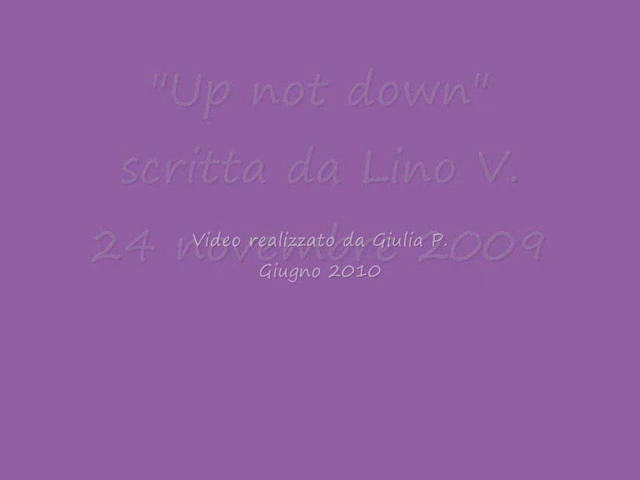 "Up not down"
scritta da Lino V.
24 novembre 2009
Video realizzato da Giulia P.
Giugno 2010